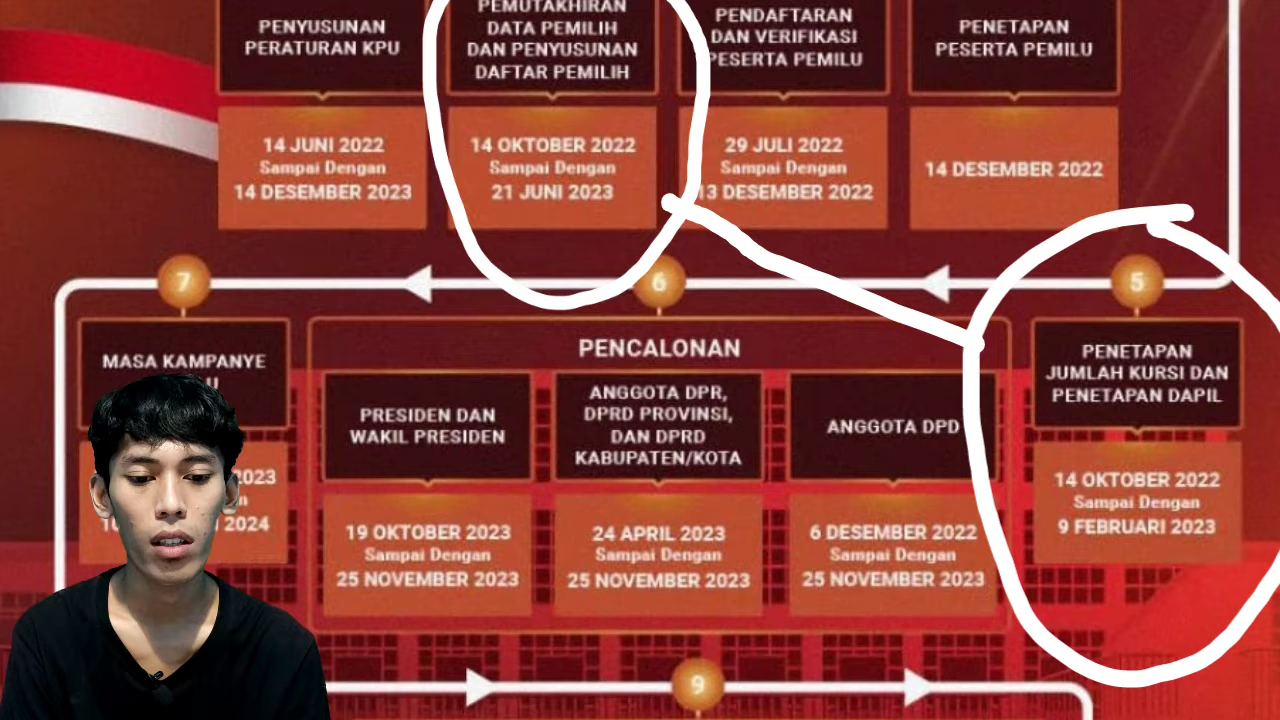 PENYUSUNAN
PERATURAN KPU
14 JUNI 2022
Sampai Dengan
14 DESEMBER 2023
PEMUTAKHIRAN
DATA PEMILIH
DAN PENYUSUNAN
DAFTAR PEMILIH
14 OKTOBER 2022
Sampai Dengan
21 JUNI 2023
PENDAFTARAN
DAN VERIFIKASI
PESERTA PEMILU
29 JULI 2022
Sampai Dengan
13 DESEMBER 2022
PENETAPAN
PESERTA PEMILU
14 DESEMBER 2022
5
PENETAPAN
JUMLAH KURSI DAN
PENETAPAN DAPIL
14 OKTOBER 2022
Sampai Dengan
9 FEBRUARI 2023
6
PENCALONAN
PRESIDEN DAN
WAKIL PRESIDEN
19 OKTOBER 2023
Sampai Dengan
25 NOVEMBER 2023
ANGGOTA DPR,
DPRD PROVINSI,
DAN DPRD
KABUPATEN/KOTA
24 APRIL 2023
Sampai Dengan
25 NOVEMBER 2023
ANGGOTA DPD
6 DESEMBER 2022
Sampai Dengan
25 NOVEMBER 2023
7
MASA KAMPANYE
2023
2024
9